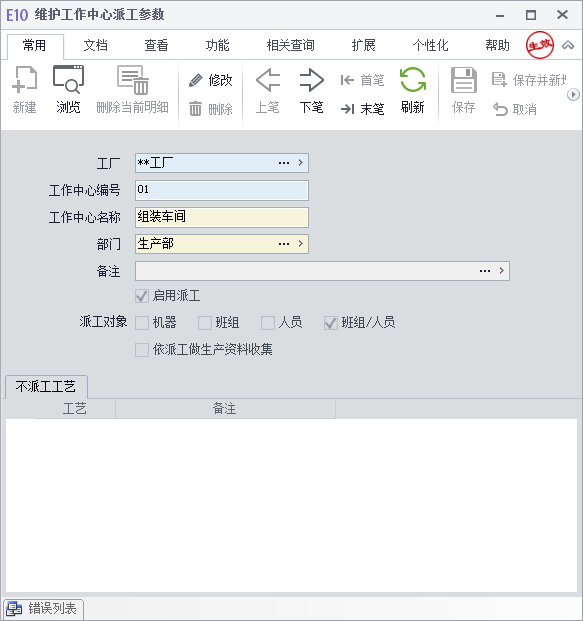 E10 维护工作中心派工参数
常用 文档 查看 功能 相关查询 扩展 个性化 帮助 生效
新建 浏览 删除当前明细 修改 删除 上笔 下笔 首笔 末笔 刷新 保存 保存并新 取消
工厂 **工厂
工作中心编号 01
工作中心名称 组装车间
部门 生产部
备注
启用派工
派工对象 机器 班组 人员 班组/人员
依派工做生产资料收集
不派工工艺
工艺 备注
错误列表